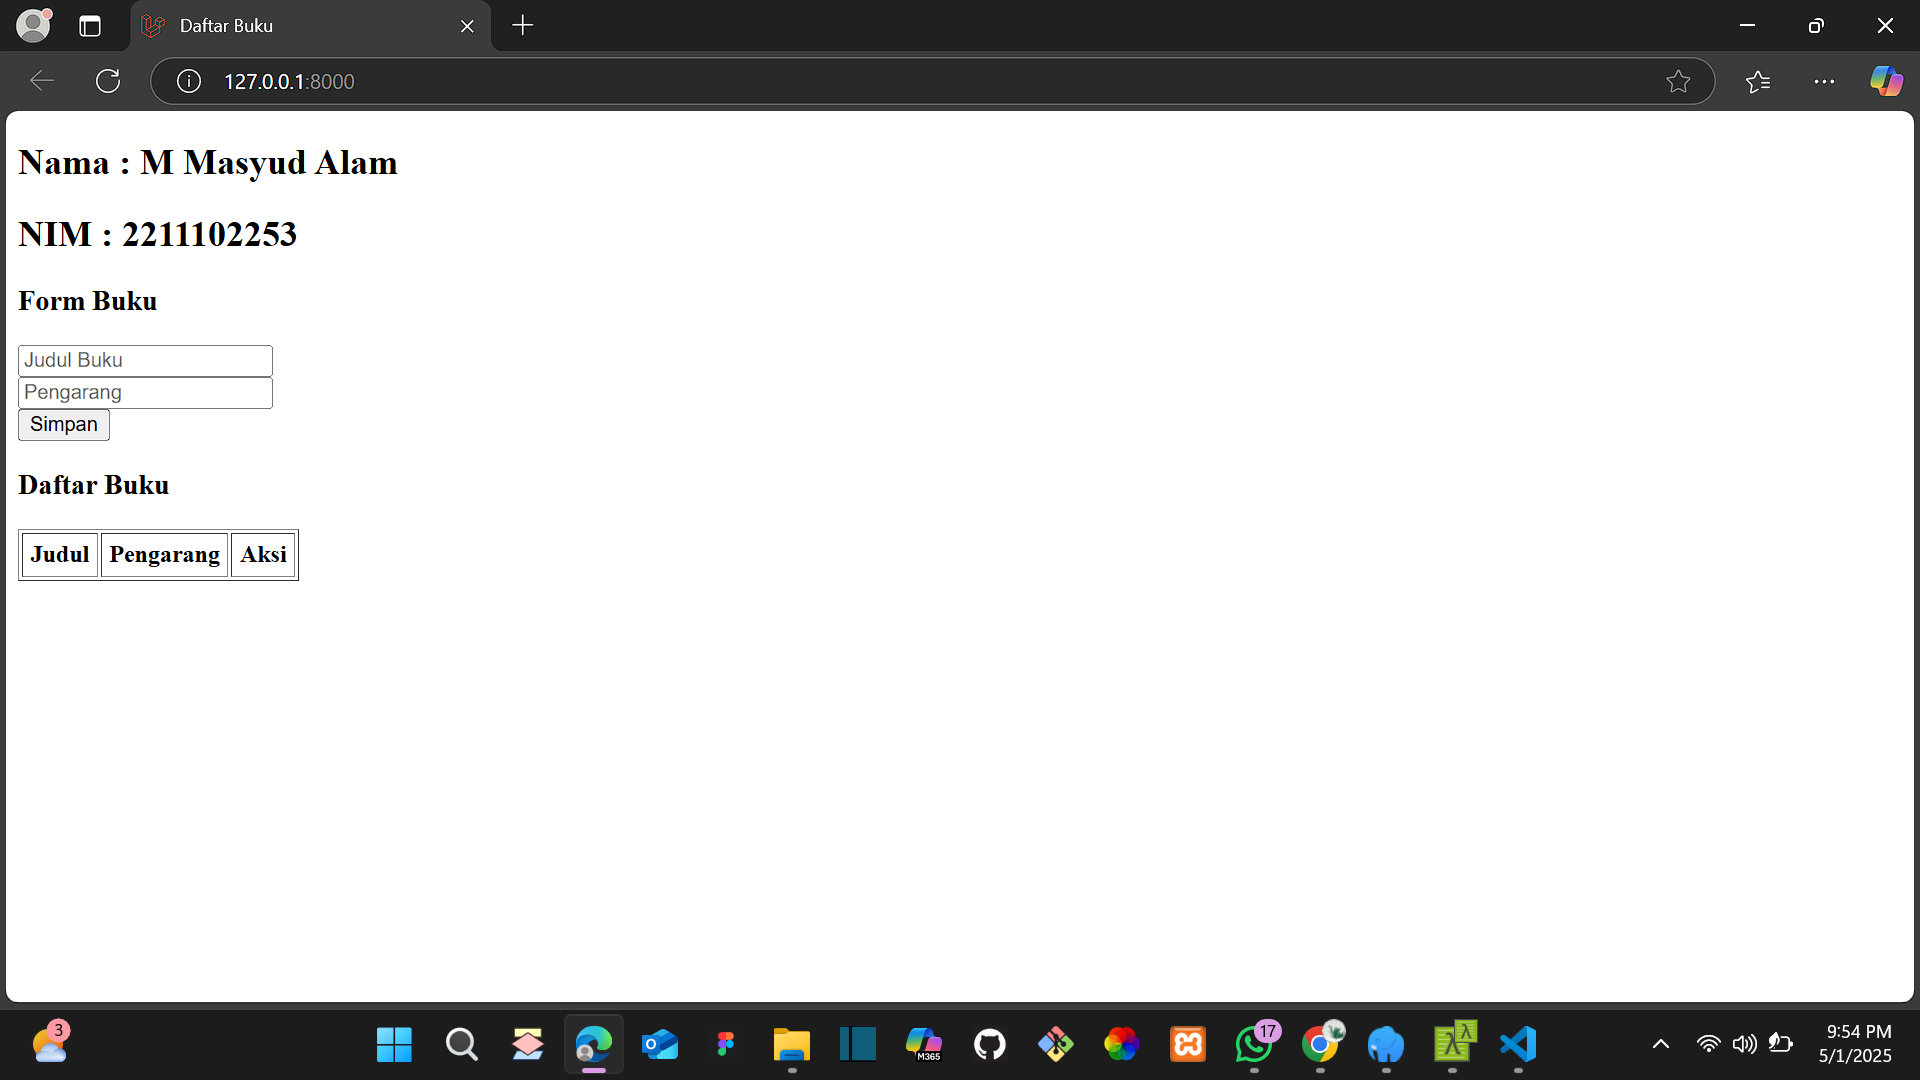 Daftar Buku
127.0.0.1:8000
Nama : M Masyud Alam
NIM : 2211102253
Form Buku
Judul Buku
Pengarang
Simpan
Daftar Buku
Judul Pengarang Aksi
3
M365
17
9:54 PM
5/1/2025